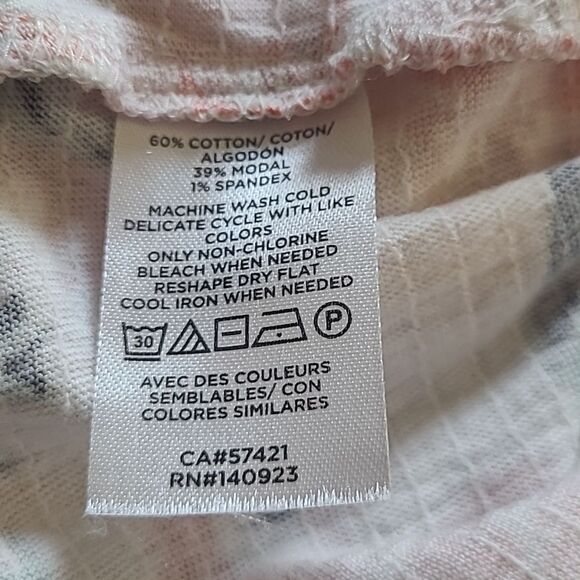 60% COTTON/ COTON/
ALGODÓN
39% MODAL
1% SPANDEX
MACHINE WASH COLD
DELICATE CYCLE WITH LIKE
COLORS
ONLY NON-CHLORINE
BLEACH WHEN NEEDED
RESHAPE DRY FLAT
COOL IRON WHEN NEEDED
30 P
AVEC DES COULEURS
SEMBLABLES/ CON
COLORES SIMILARES
CA#57421
RN#140923